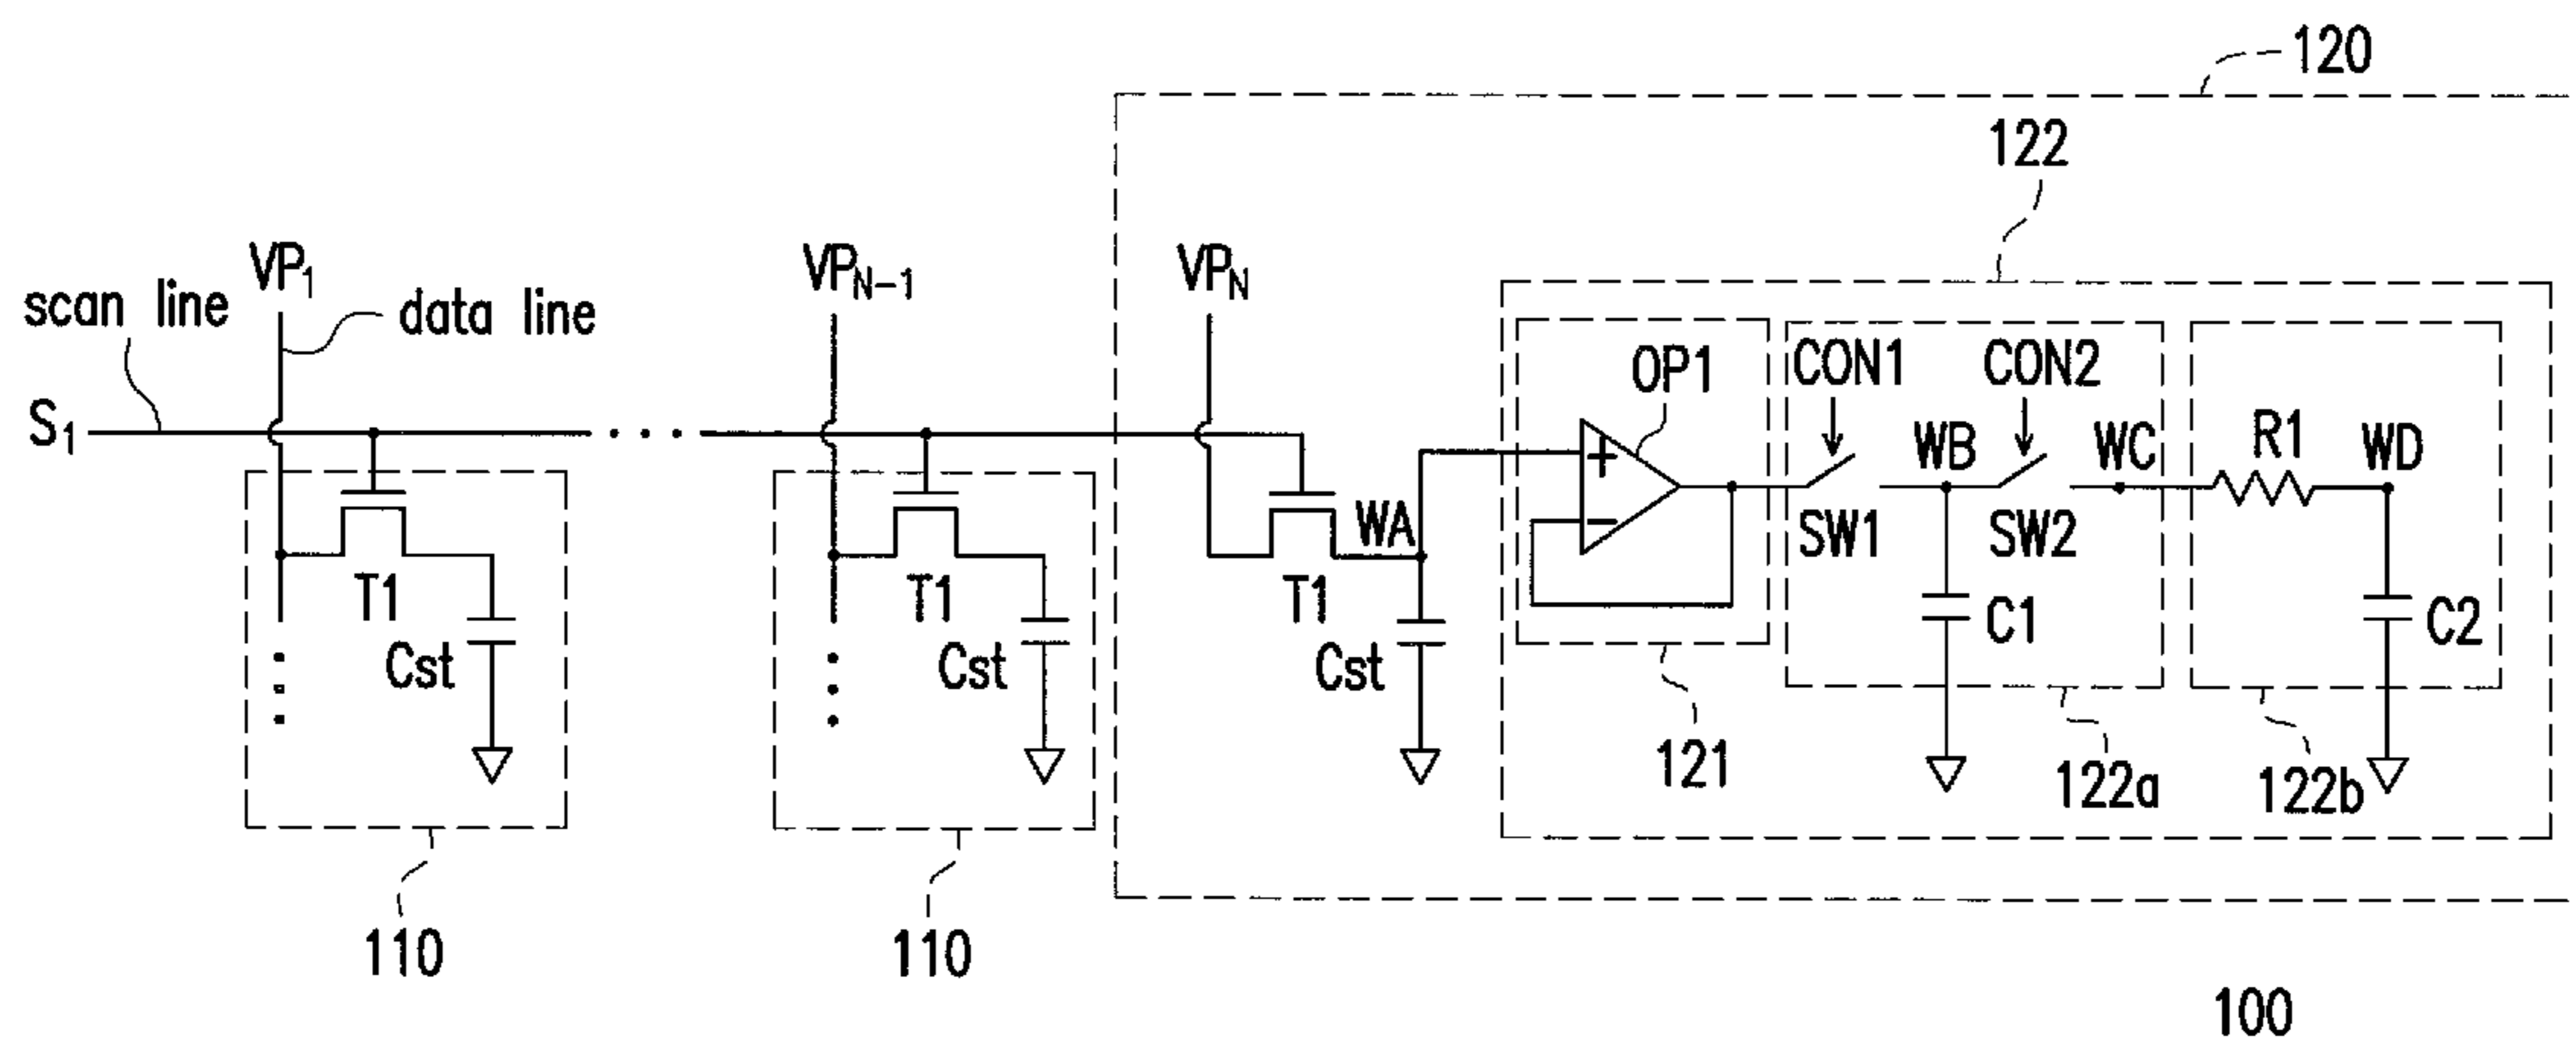 120
122
VP1
VPN-1
VPN
scan line
data line
OP1
CON1
CON2
S1
+
WB
WC
R1
WD
WA
−
SW1
SW2
T1
T1
T1
C1
C2
Cst
Cst
Cst
121
122a
122b
110
110
100